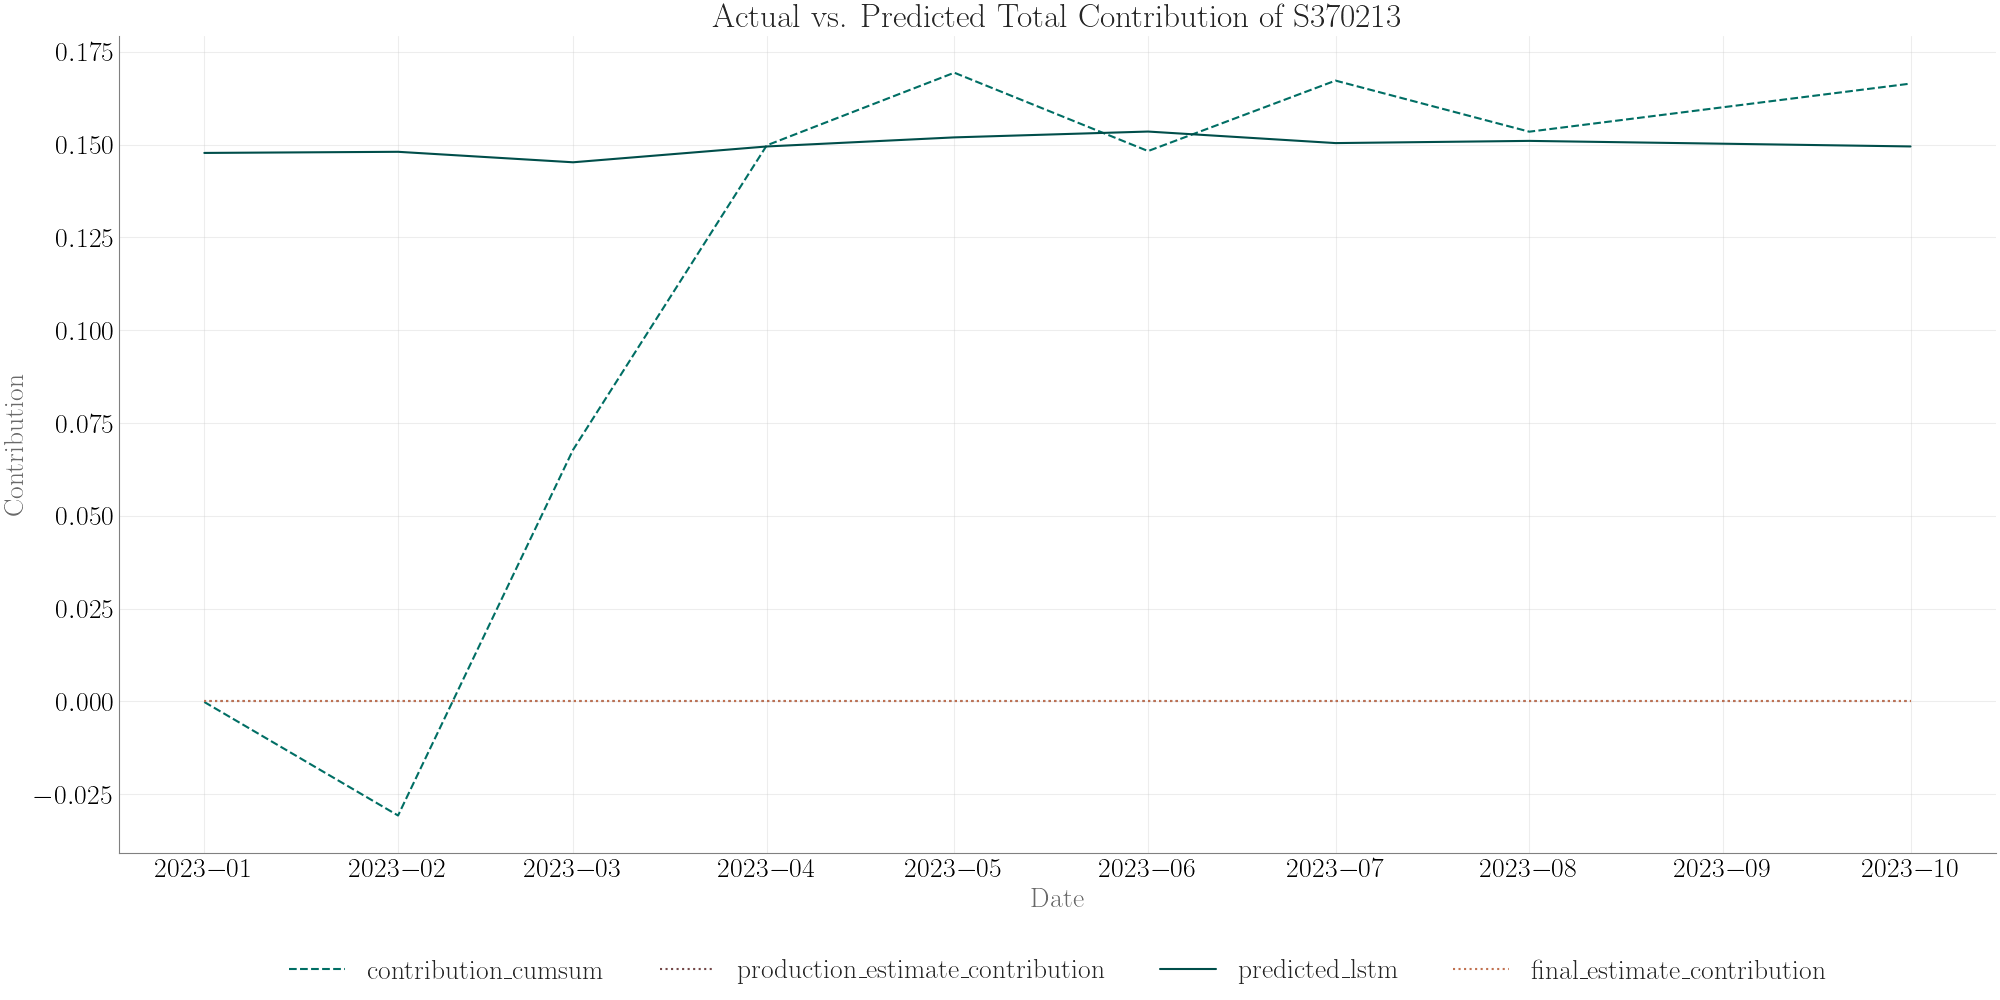 Actual vs. Predicted Total Contribution of S370213
0.175
0.150
0.125
0.100
0.075
0.050
0.025
0.000
−0.025
Contribution
2023−01 2023−02 2023−03 2023−04 2023−05 2023−06 2023−07 2023−08 2023−09 2023−10
Date
contribution_cumsum production_estimate_contribution predicted_lstm final_estimate_contribution